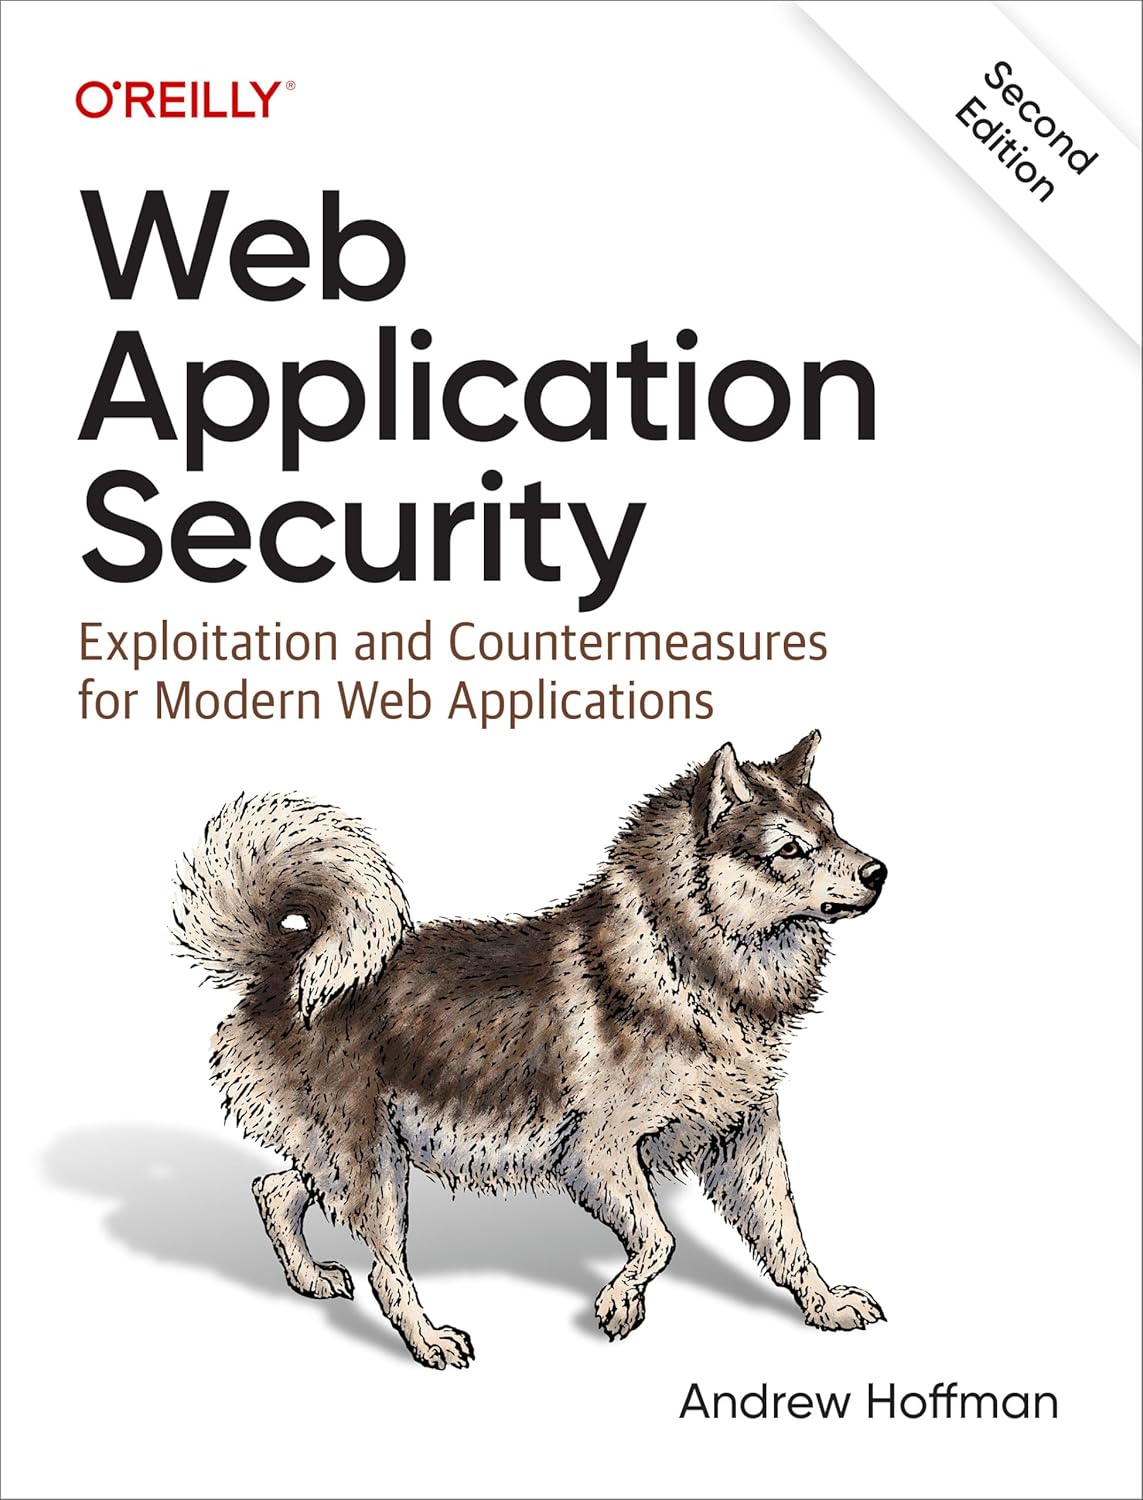 O'REILLY®
Second
Edition
Web
Application
Security
Exploitation and Countermeasures
for Modern Web Applications
Andrew Hoffman